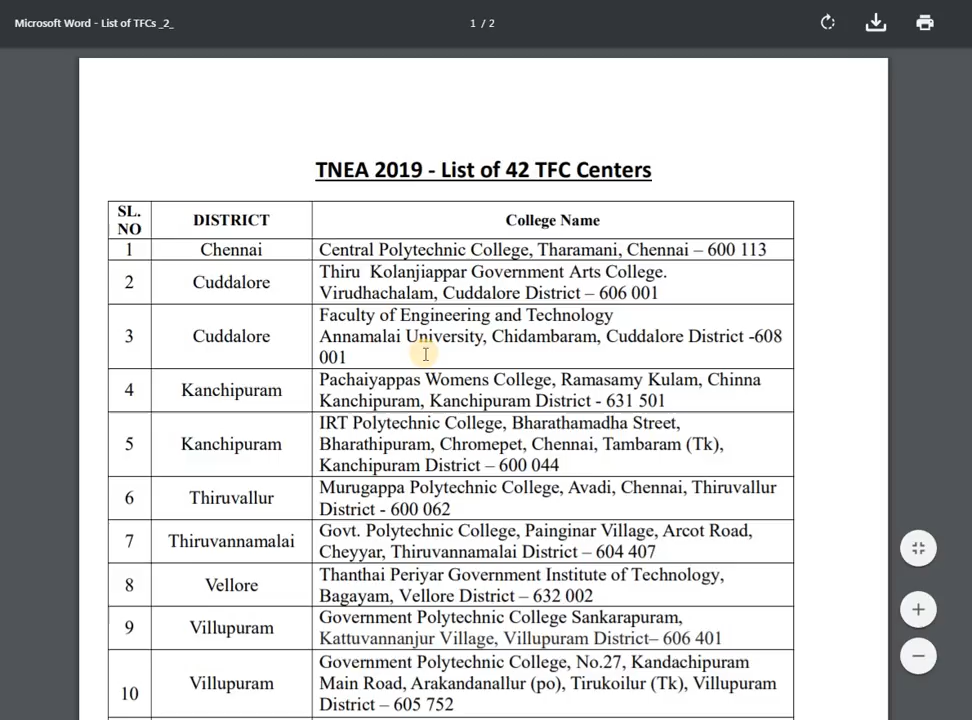 Microsoft Word - List of TFCs _2_
1 / 2
TNEA 2019 - List of 42 TFC Centers
SL. NO DISTRICT College Name
1 Chennai Central Polytechnic College, Tharamani, Chennai – 600 113
2 Cuddalore Thiru Kolanjiappar Government Arts College.
Virudhachalam, Cuddalore District – 606 001
3 Cuddalore Faculty of Engineering and Technology
Annamalai University, Chidambaram, Cuddalore District -608
001
4 Kanchipuram Pachaiyappas Womens College, Ramasamy Kulam, Chinna
Kanchipuram, Kanchipuram District - 631 501
5 Kanchipuram IRT Polytechnic College, Bharathamadha Street,
Bharathipuram, Chromepet, Chennai, Tambaram (Tk),
Kanchipuram District – 600 044
6 Thiruvallur Murugappa Polytechnic College, Avadi, Chennai, Thiruvallur
District - 600 062
7 Thiruvannamalai Govt. Polytechnic College, Painginar Village, Arcot Road,
Cheyyar, Thiruvannamalai District – 604 407
8 Vellore Thanthai Periyar Government Institute of Technology,
Bagayam, Vellore District – 632 002
9 Villupuram Government Polytechnic College Sankarapuram,
Kattuvannanjur Village, Villupuram District– 606 401
10 Villupuram Government Polytechnic College, No.27, Kandachipuram
Main Road, Arakandanallur (po), Tirukoilur (Tk), Villupuram
District – 605 752